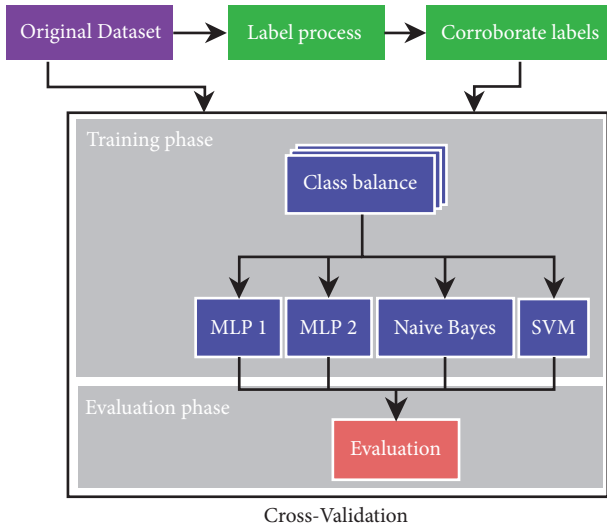 Original Dataset
Label process
Corroborate labels
Training phase
Class balance
MLP 1
MLP 2
Naive Bayes
SVM
Evaluation phase
Evaluation
Cross-Validation